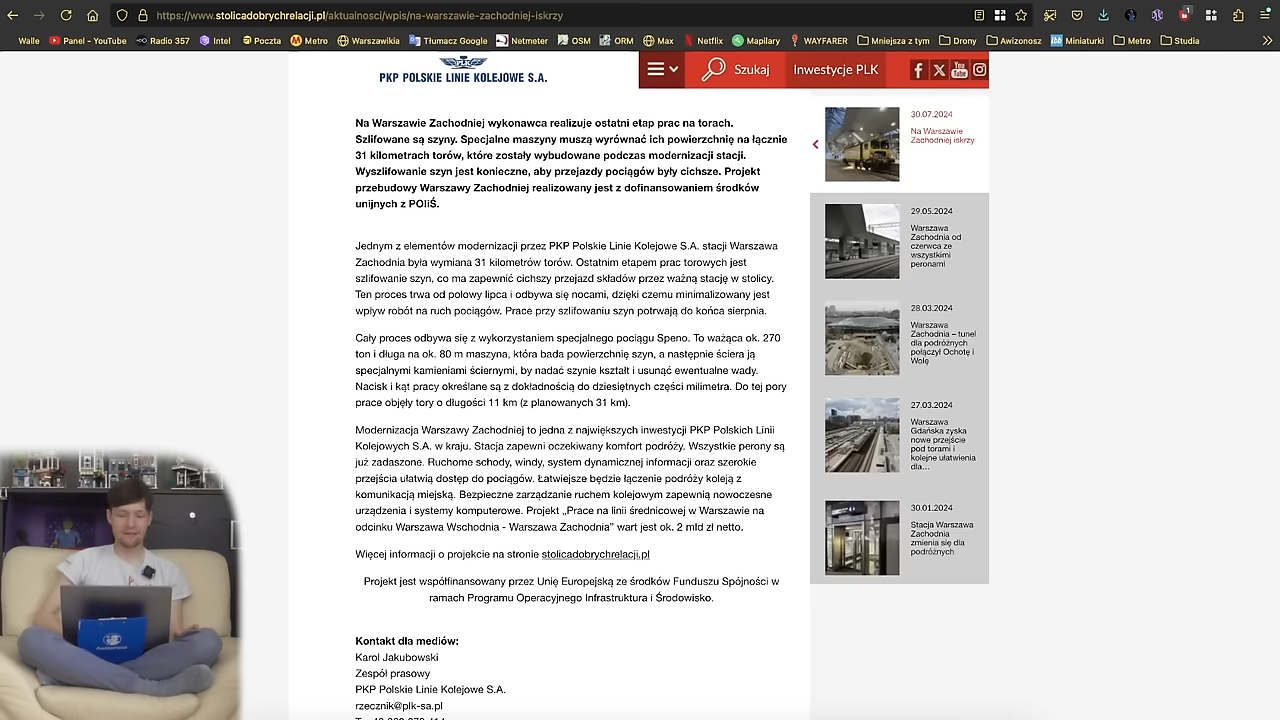 https://www.stolicadobrychrelacji.pl/aktualnosci/wpis/na-warszawie-zachodniej-iskrzy
Walle Panel - YouTube Radio 357 Intel Poczta Metro Warszawikia Tłumacz Google Netmeter OSM ORM Max Netflix Mapilary WAYFARER Mniejsza z tym Drony Awizonosz Miniaturki Metro Studia
PKP POLSKIE LINIE KOLEJOWE S.A.
Szukaj
Inwestycje PLK
Na Warszawie Zachodniej wykonawca realizuje ostatni etap prac na torach.
Szlifowane są szyny. Specjalne maszyny muszą wyrównać ich powierzchnię na łącznie
31 kilometrach torów, które zostały wybudowane podczas modernizacji stacji.
Wyszlifowanie szyn jest konieczne, aby przejazdy pociągów były cichsze. Projekt
przebudowy Warszawy Zachodniej realizowany jest z dofinansowaniem środków
unijnych z POIiŚ.
Jednym z elementów modernizacji przez PKP Polskie Linie Kolejowe S.A. stacji Warszawa
Zachodnia była wymiana 31 kilometrów torów. Ostatnim etapem prac torowych jest
szlifowanie szyn, co ma zapewnić cichszy przejazd składów przez ważną stację w stolicy.
Ten proces trwa od połowy lipca i odbywa się nocami, dzięki czemu minimalizowany jest
wpływ robót na ruch pociągów. Prace przy szlifowaniu szyn potrwają do końca sierpnia.
Cały proces odbywa się z wykorzystaniem specjalnego pociągu Speno. To ważąca ok. 270
ton i długa na ok. 80 m maszyna, która bada powierzchnię szyn, a następnie ściera ją
specjalnymi kamieniami ściernymi, by nadać szynie kształt i usunąć ewentualne wady.
Nacisk i kąt pracy określane są z dokładnością do dziesiętnych części milimetra. Do tej pory
prace objęły tory o długości 11 km (z planowanych 31 km).
Modernizacja Warszawy Zachodniej to jedna z największych inwestycji PKP Polskich Linii
Kolejowych S.A. w kraju. Stacja zapewni oczekiwany komfort podróży. Wszystkie perony są
już zadaszone. Ruchome schody, windy, system dynamicznej informacji oraz szerokie
przejścia ułatwią dostęp do pociągów. Łatwiejsze będzie łączenie podróży koleją z
komunikacją miejską. Bezpieczne zarządzanie ruchem kolejowym zapewnią nowoczesne
urządzenia i systemy komputerowe. Projekt „Prace na linii średnicowej w Warszawie na
odcinku Warszawa Wschodnia - Warszawa Zachodnia” wart jest ok. 2 mld zł netto.
Więcej informacji o projekcie na stronie stolicadobrychrelacji.pl
Projekt jest współfinansowany przez Unię Europejską ze środków Funduszu Spójności w
ramach Programu Operacyjnego Infrastruktura i Środowisko.
Kontakt dla mediów:
Karol Jakubowski
Zespół prasowy
PKP Polskie Linie Kolejowe S.A.
rzecznik@plk-sa.pl
30.07.2024
Na Warszawie
Zachodniej iskrzy
29.05.2024
Warszawa
Zachodnia od
czerwca ze
wszystkimi
peronami
28.03.2024
Warszawa
Zachodnia – tunel
dla podróżnych
połączył Ochotę i
Wolę
27.03.2024
Warszawa
Gdańska zyska
nowe przejście
pod torami i
kolejne ułatwienia
dla...
30.01.2024
Stacja Warszawa
Zachodnia
zmienia się dla
podróżnych